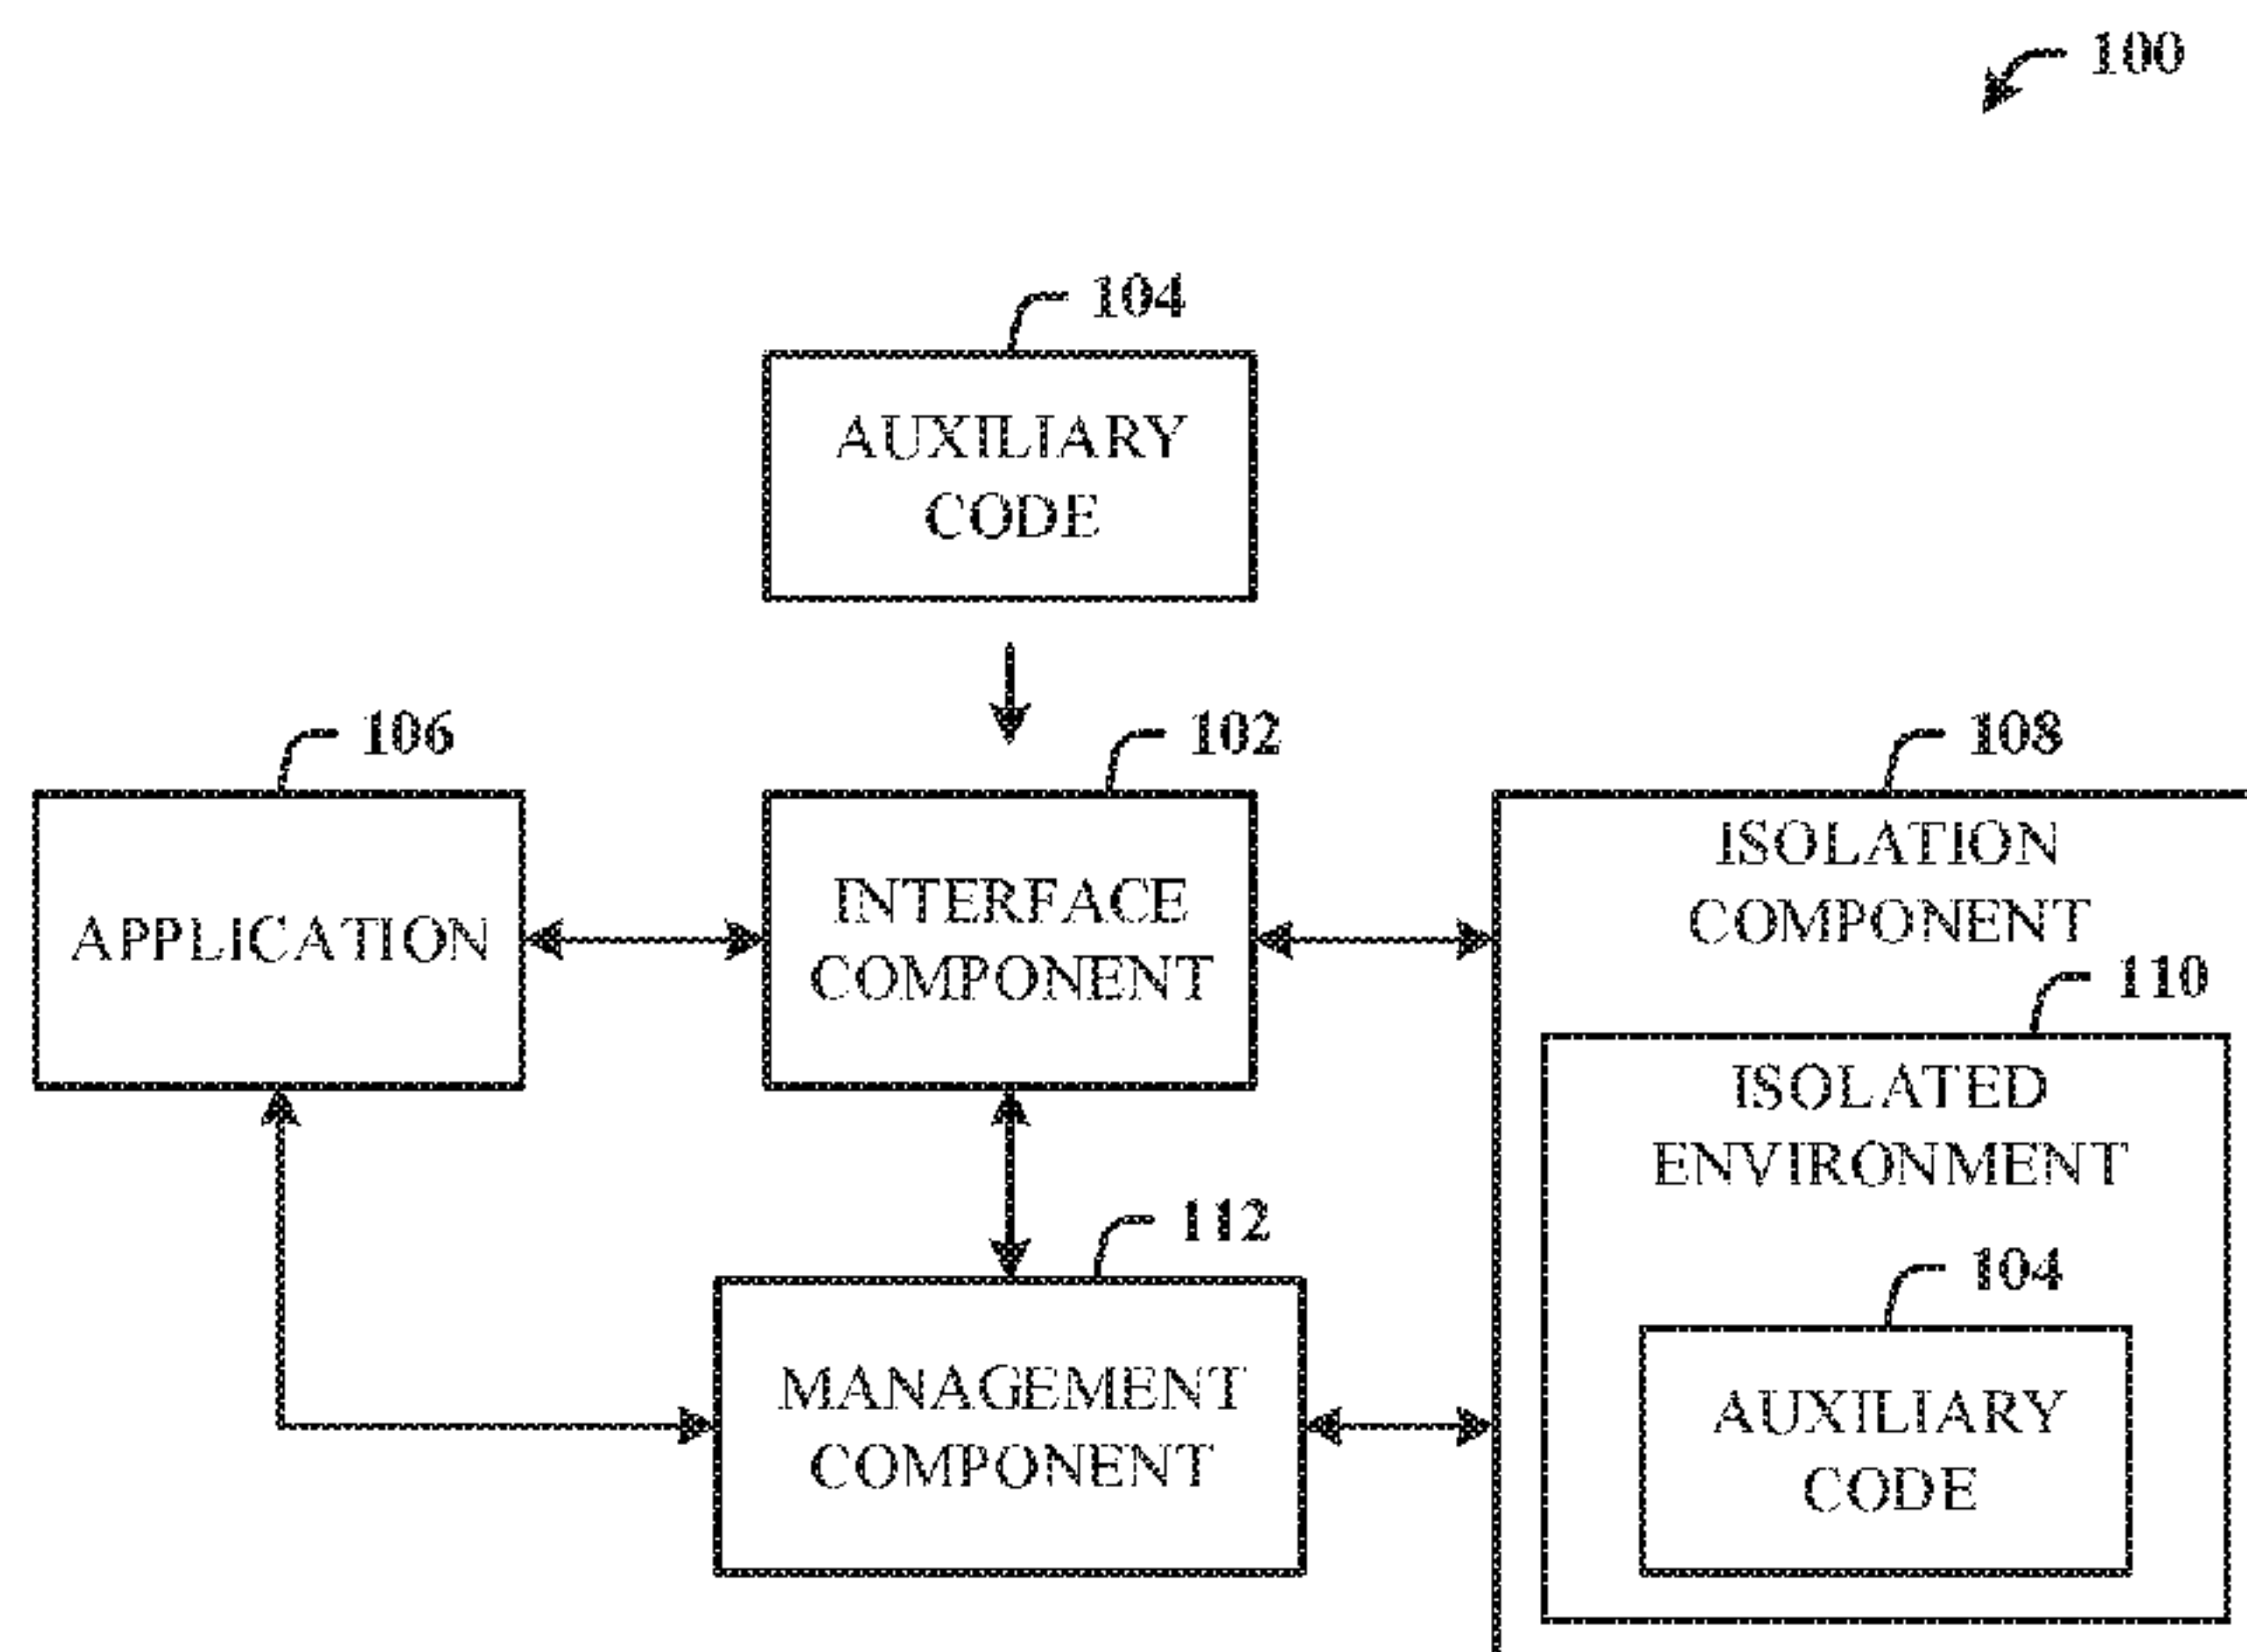 100
104
AUXILIARY
CODE
106
102
108
APPLICATION
INTERFACE
COMPONENT
ISOLATION
COMPONENT
110
ISOLATED
ENVIRONMENT
112
MANAGEMENT
COMPONENT
104
AUXILIARY
CODE